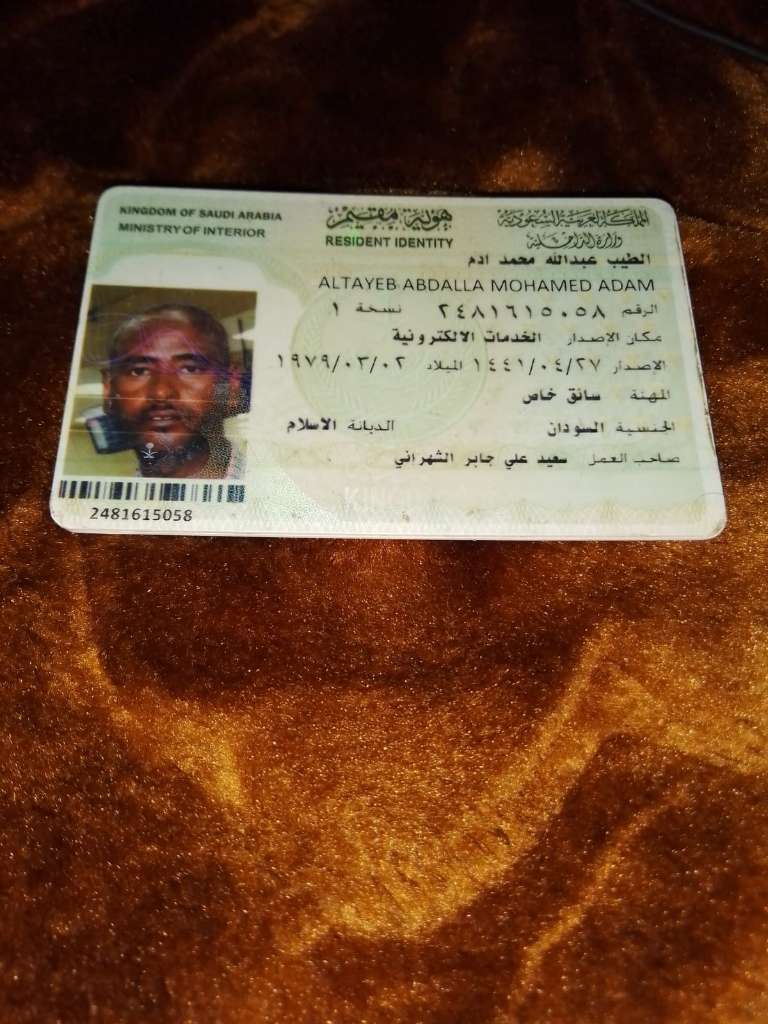 KINGDOM OF SAUDI ARABIA
MINISTRY OF INTERIOR
هوية مقيم
RESIDENT IDENTITY
المملكة العربية السعودية
وزارة الداخلية
الطيب عبدالله محمد ادم
ALTAYEB ABDALLA MOHAMED ADAM
الرقم ٢٤٨١٦١٥٠٥٨ نسخة ١
مكان الإصدار الخدمات الالكترونية
الاصدار ١٤٤١/٠٤/٢٧ الميلاد ١٩٧٩/٠٣/٠٢
المهنة سائق خاص
الجنسية السودان الديانة الاسلام
صاحب العمل سعيد علي جابر الشهراني
2481615058